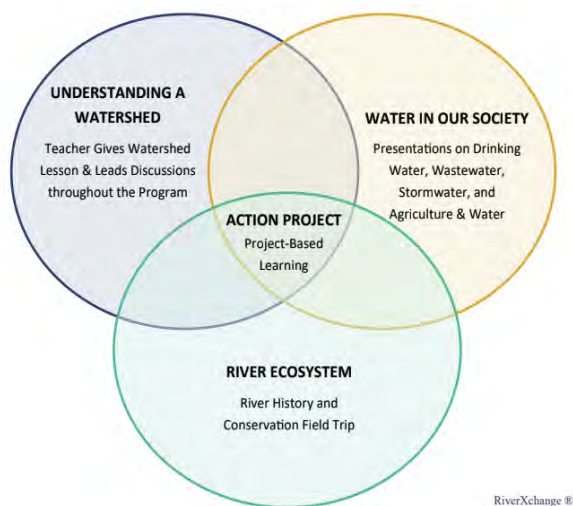 UNDERSTANDING A
WATERSHED
Teacher Gives Watershed
Lesson & Leads Discussions
throughout the Program
WATER IN OUR SOCIETY
Presentations on Drinking
Water, Wastewater,
Stormwater, and
Agriculture & Water
ACTION PROJECT
Project-Based
Learning
RIVER ECOSYSTEM
River History and
Conservation Field Trip
RiverXchange ®